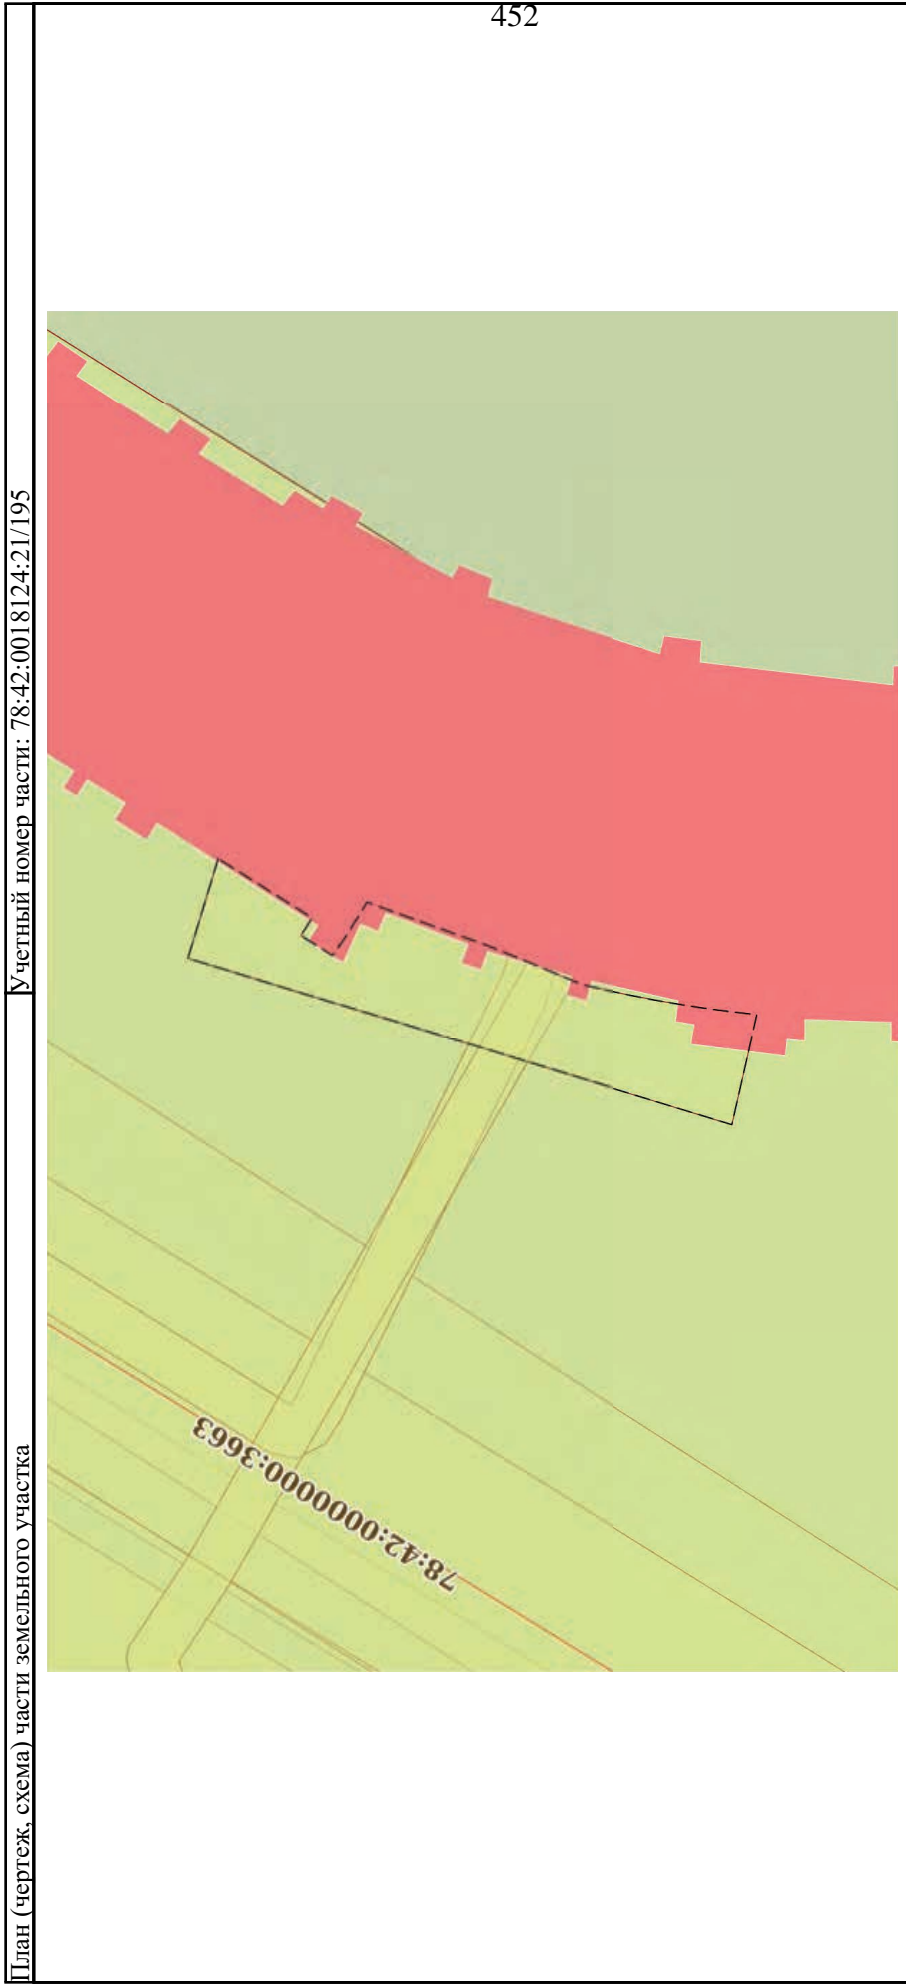 452
План (чертеж, схема) части земельного участка
Учетный номер части: 78:42:0018124:21/195
78:42:0000000:3663